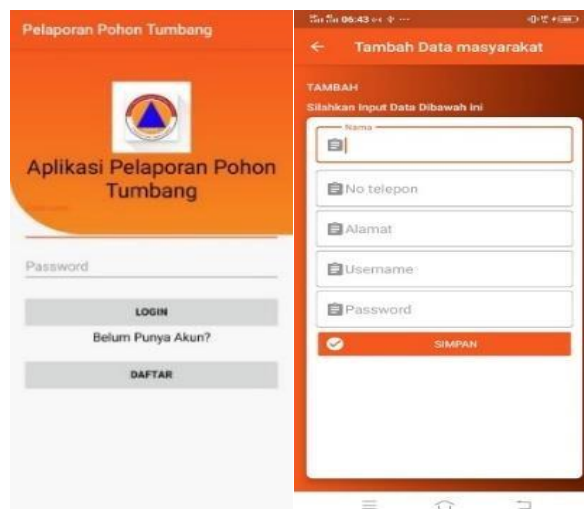 Pelaporan Pohon Tumbang
Aplikasi Pelaporan Pohon
Tumbang
Password
LOGIN
Belum Punya Akun?
DAFTAR
06:43
Tambah Data masyarakat
TAMBAH
Silahkan Input Data Dibawah Ini
Nama
No telepon
Alamat
Username
Password
SIMPAN